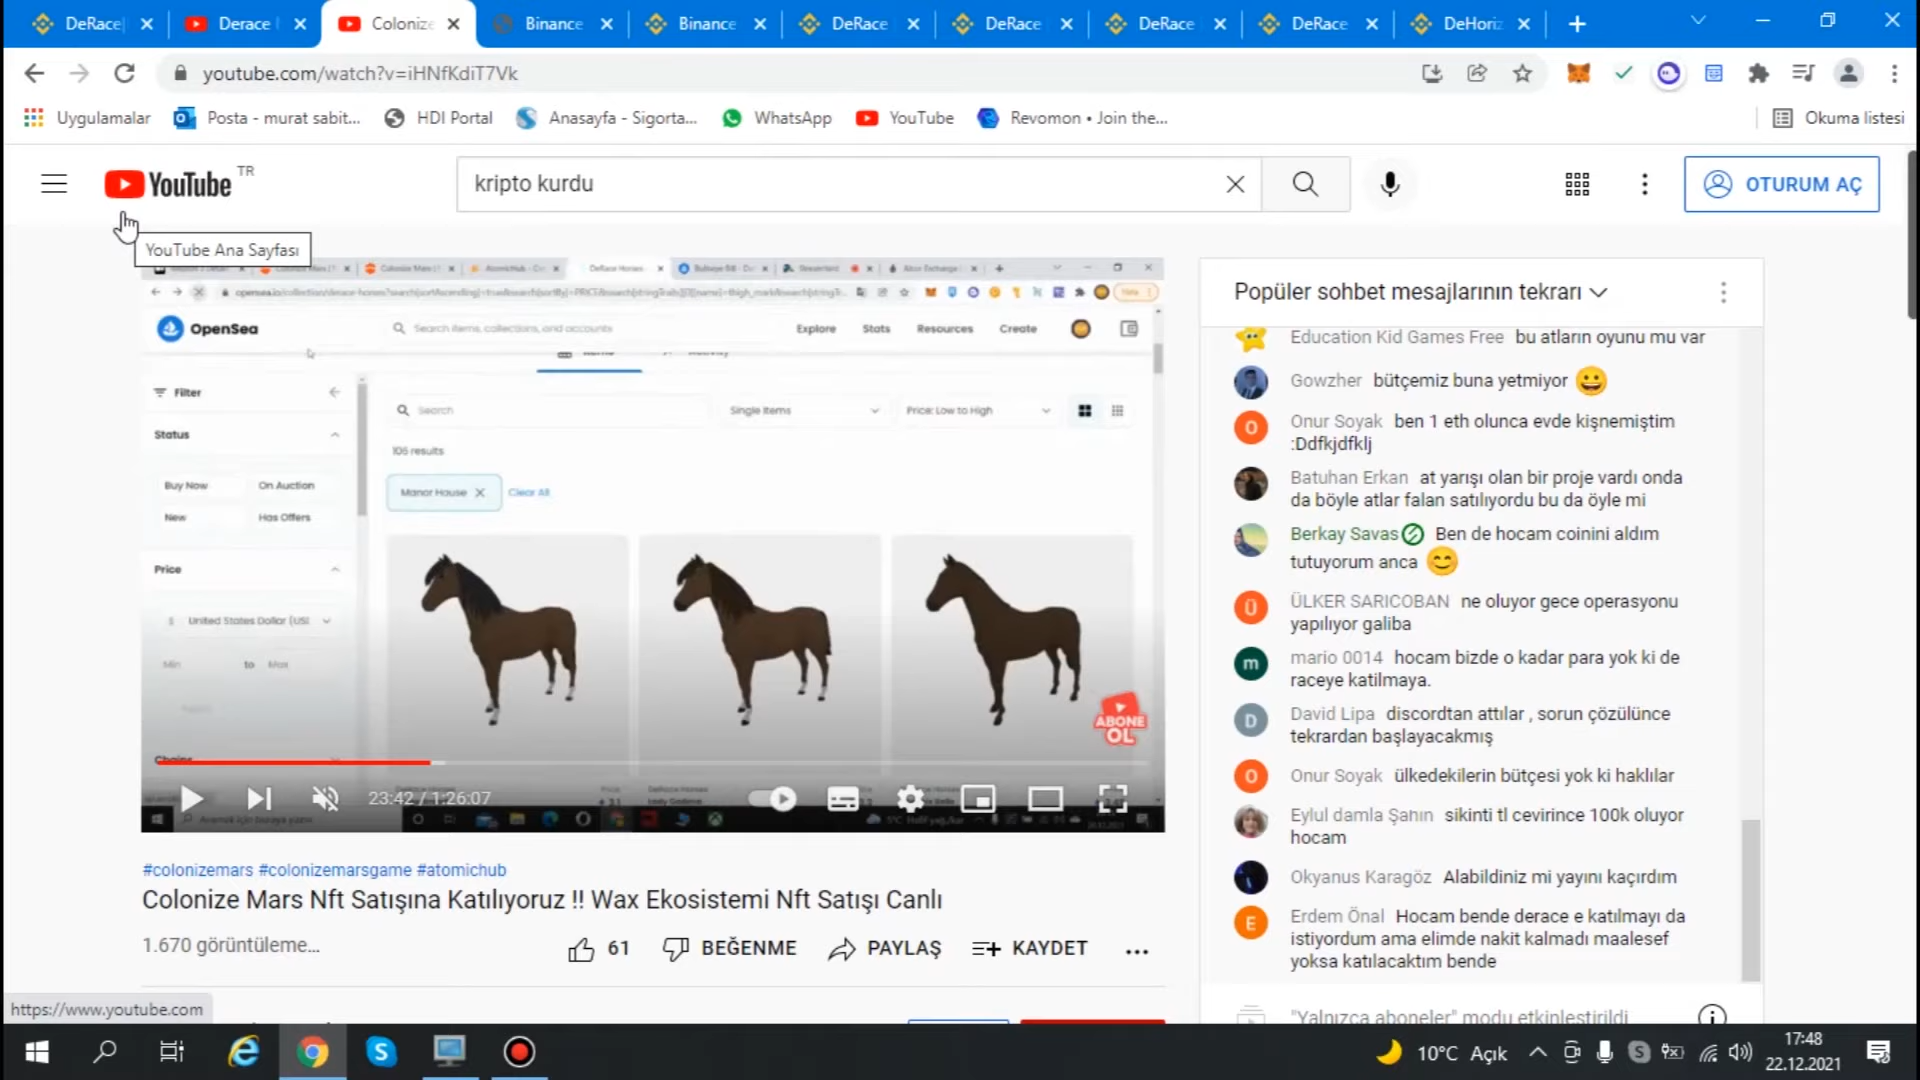 DeRace
Derace
Colonize
Binance
Binance
DeRace
DeRace
DeRace
DeRace
DeHoriz
youtube.com/watch?v=iHNfKdiT7Vk
Uygulamalar
Posta - murat sabit...
HDI Portal
Anasayfa - Sigorta...
WhatsApp
YouTube
Revomon • Join the...
Okuma listesi
YouTube TR
kripto kurdu
OTURUM AÇ
YouTube Ana Sayfası
OpenSea
Search items, collections, and accounts
Explore
Stats
Resources
Create
Filter
Search
Single Items
Price: Low to High
Status
106 results
Buy Now
On Auction
Manor House
Clear All
New
Has Offers
Price
United States Dollar (USD
Min
to
Max
Chains
ABONE
OL
23:42 / 1:26:07
#colonizemars #colonizemarsgame #atomichub
Colonize Mars Nft Satışına Katılıyoruz !! Wax Ekosistemi Nft Satışı Canlı
1.670 görüntüleme...
61
BEĞENME
PAYLAŞ
KAYDET
Popüler sohbet mesajlarının tekrarı
Education Kid Games Free bu atların oyunu mu var
Gowzher bütçemiz buna yetmiyor
Onur Soyak ben 1 eth olunca evde kişnemiştim
:Ddfkjdfklj
Batuhan Erkan at yarışı olan bir proje vardı onda
da böyle atlar falan satılıyordu bu da öyle mi
Berkay Savas Ben de hocam coinini aldım
tutuyorum anca
ÜLKER SARICOBAN ne oluyor gece operasyonu
yapılıyor galiba
mario 0014 hocam bizde o kadar para yok ki de
raceye katılmaya.
David Lipa discordtan attılar , sorun çözülünce
tekrardan başlayacakmış
Onur Soyak ülkedekilerin bütçesi yok ki haklılar
Eylul damla Şahın sikinti tl cevirince 100k oluyor
hocam
Okyanus Karagöz Alabildiniz mi yayını kaçırdım
Erdem Önal Hocam bende derace e katılmayı da
istiyordum ama elimde nakit kalmadı maalesef
yoksa katılacaktım bende
"Yalnızca aboneler" modu etkinleştirildi
https://www.youtube.com
10°C Açık
17:48
22.12.2021